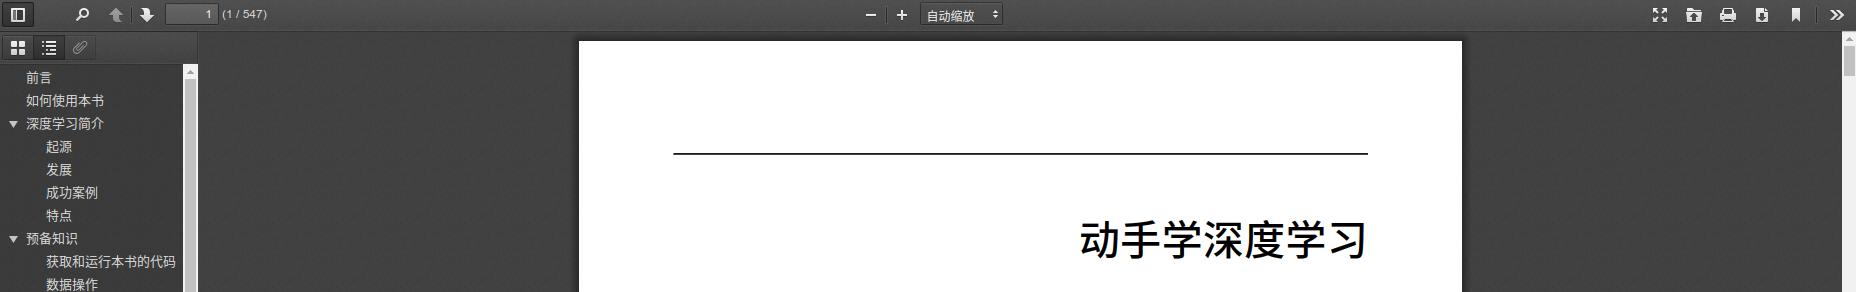 1 (1 / 547) 自动缩放
前言
如何使用本书
深度学习简介
起源
发展
成功案例
特点
预备知识
获取和运行本书的代码
数据操作
动手学深度学习